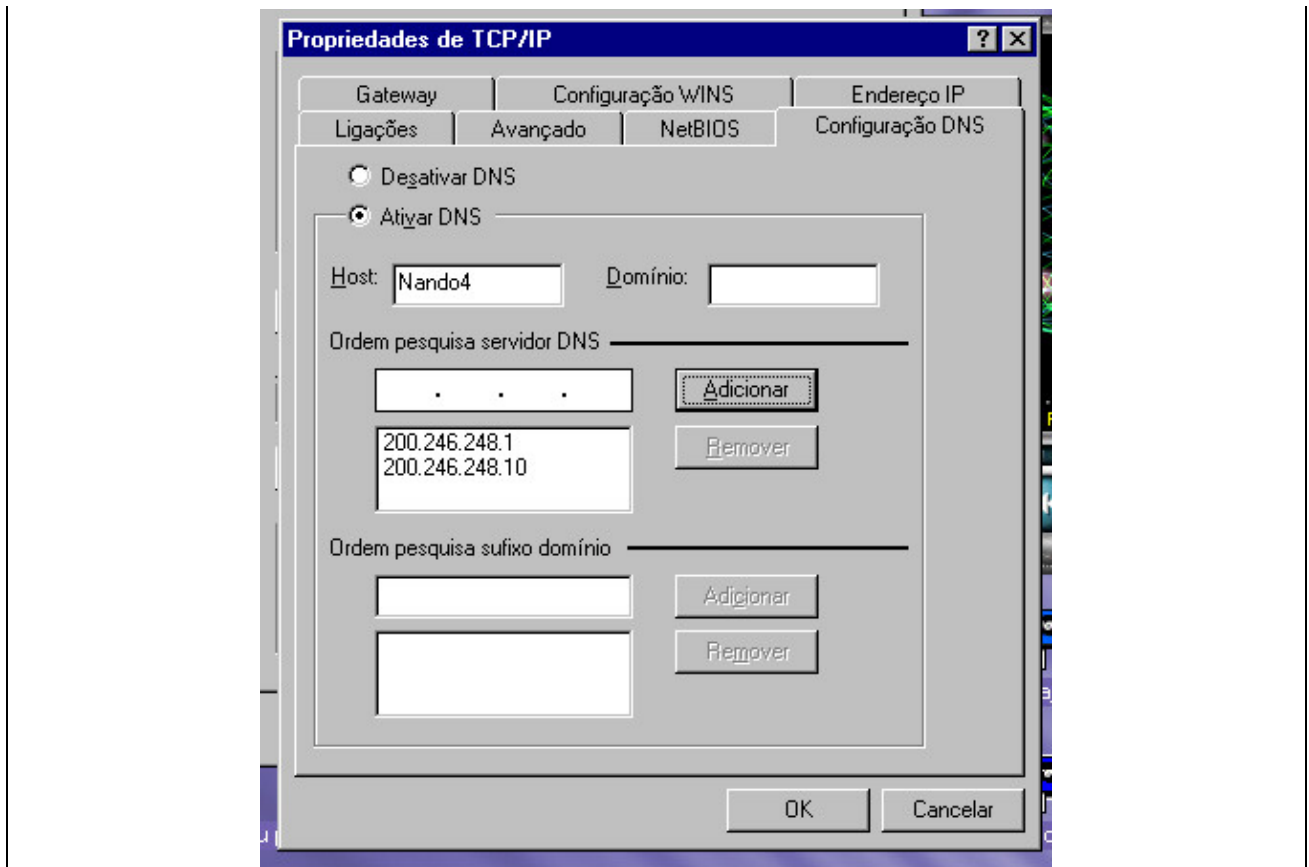 Propriedades de TCP/IP
Gateway Configuração WINS Endereço IP
Ligações Avançado NetBIOS Configuração DNS
Desativar DNS
Ativar DNS
Host: Nando4 Domínio:
Ordem pesquisa servidor DNS
. . . Adicionar
200.246.248.1 Remover
200.246.248.10
Ordem pesquisa sufixo domínio
Adicionar
Remover
OK Cancelar